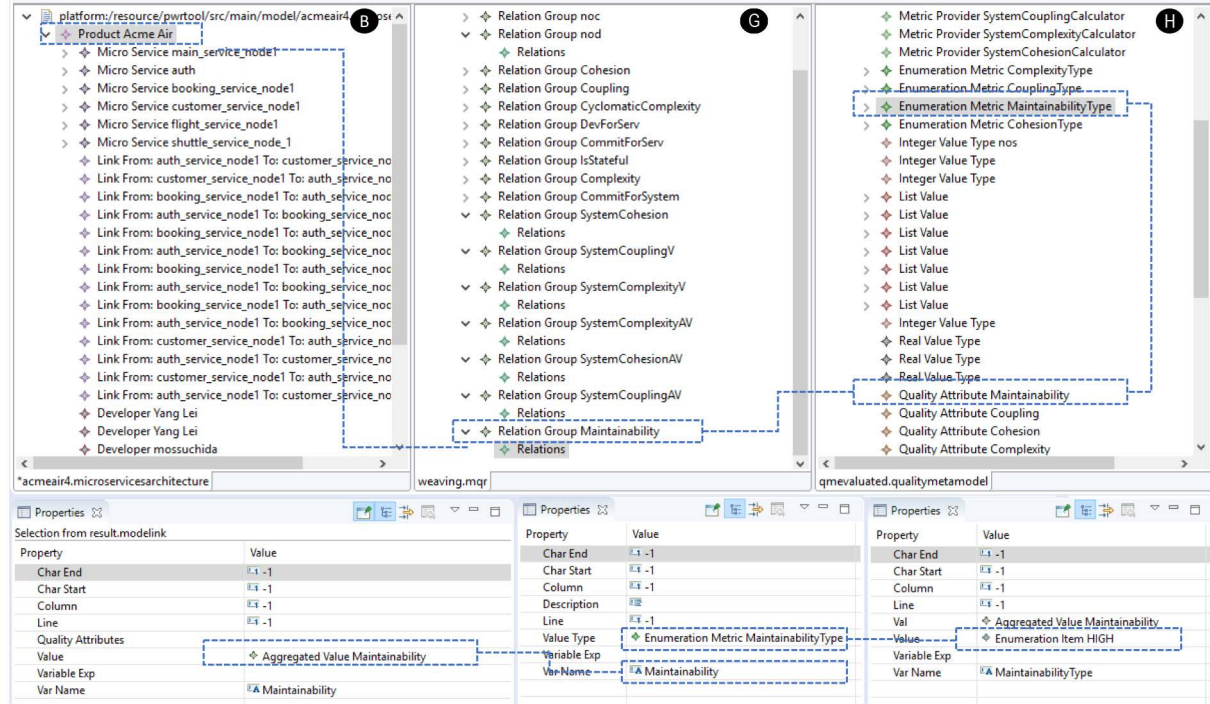 platform:/resource/pwrtool/src/main/model/acmeair4.
B
Product Acme Air
Micro Service main_service_node1
Micro Service auth
Micro Service booking_service_node1
Micro Service customer_service_node1
Micro Service flight_service_node1
Micro Service shuttle_service_node_1
Link From: auth_service_node1 To: customer_service_no
Link From: customer_service_node1 To: auth_service_no
Link From: booking_service_node1 To: auth_service_noc
Link From: auth_service_node1 To: booking_service_noc
Link From: auth_service_node1 To: booking_service_noc
Link From: auth_service_node1 To: booking_service_noc
Link From: booking_service_node1 To: auth_service_noc
Link From: auth_service_node1 To: booking_service_noc
Link From: booking_service_node1 To: auth_service_noc
Link From: auth_service_node1 To: booking_service_noc
Link From: customer_service_node1 To: auth_service_no
Link From: auth_service_node1 To: customer_service_no
Link From: customer_service_node1 To: auth_service_no
Link From: auth_service_node1 To: customer_service_no
Developer Yang Lei
Developer Yang Lei
Developer mossuchida
*acmeair4.microservicesarchitecture
G
Relation Group noc
Relation Group nod
Relations
Relation Group Cohesion
Relation Group Coupling
Relation Group CyclomaticComplexity
Relation Group DevForServ
Relation Group CommitForServ
Relation Group IsStateful
Relation Group Complexity
Relation Group CommitForSystem
Relation Group SystemCohesion
Relations
Relation Group SystemCouplingV
Relations
Relation Group SystemComplexityV
Relations
Relation Group SystemComplexityAV
Relations
Relation Group SystemCohesionAV
Relations
Relation Group SystemCouplingAV
Relations
Relation Group Maintainability
Relations
weaving.mqr
H
Metric Provider SystemCouplingCalculator
Metric Provider SystemComplexityCalculator
Metric Provider SystemCohesionCalculator
Enumeration Metric ComplexityType
Enumeration Metric CouplingType
Enumeration Metric MaintainabilityType
Enumeration Metric CohesionType
Integer Value Type nos
Integer Value Type
Integer Value Type
List Value
List Value
List Value
List Value
List Value
List Value
List Value
Integer Value Type
Real Value Type
Real Value Type
Real Value Type
Quality Attribute Maintainability
Quality Attribute Coupling
Quality Attribute Cohesion
Quality Attribute Complexity
qmevaluated.qualitymetamodel
Properties
Selection from result.modelink
Property Value
Char End -1
Char Start -1
Column -1
Line -1
Quality Attributes
Value Aggregated Value Maintainability
Variable Exp
Var Name Maintainability
Properties
Property Value
Char End -1
Char Start -1
Column -1
Description
Line -1
Value Type Enumeration Metric MaintainabilityType
Variable Exp
Var Name Maintainability
Properties
Property Value
Char End -1
Char Start -1
Column -1
Line -1
Val Aggregated Value Maintainability
Value Enumeration Item HIGH
Variable Exp
Var Name MaintainabilityType